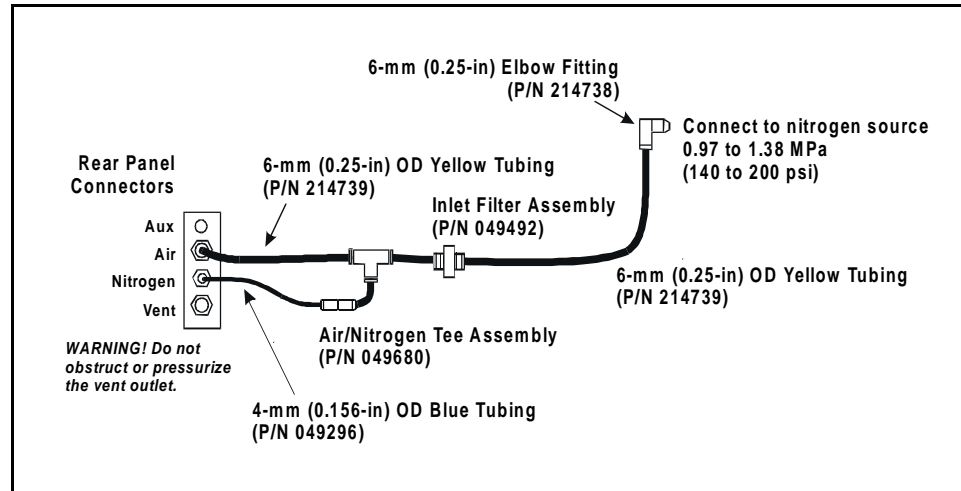 6-mm (0.25-in) Elbow Fitting
(P/N 214738)
Connect to nitrogen source
0.97 to 1.38 MPa
(140 to 200 psi)
Rear Panel
Connectors
6-mm (0.25-in) OD Yellow Tubing
(P/N 214739)
Inlet Filter Assembly
(P/N 049492)
Aux
Air
Nitrogen
Vent
6-mm (0.25-in) OD Yellow Tubing
(P/N 214739)
Air/Nitrogen Tee Assembly
(P/N 049680)
WARNING! Do not
obstruct or pressurize
the vent outlet.
4-mm (0.156-in) OD Blue Tubing
(P/N 049296)